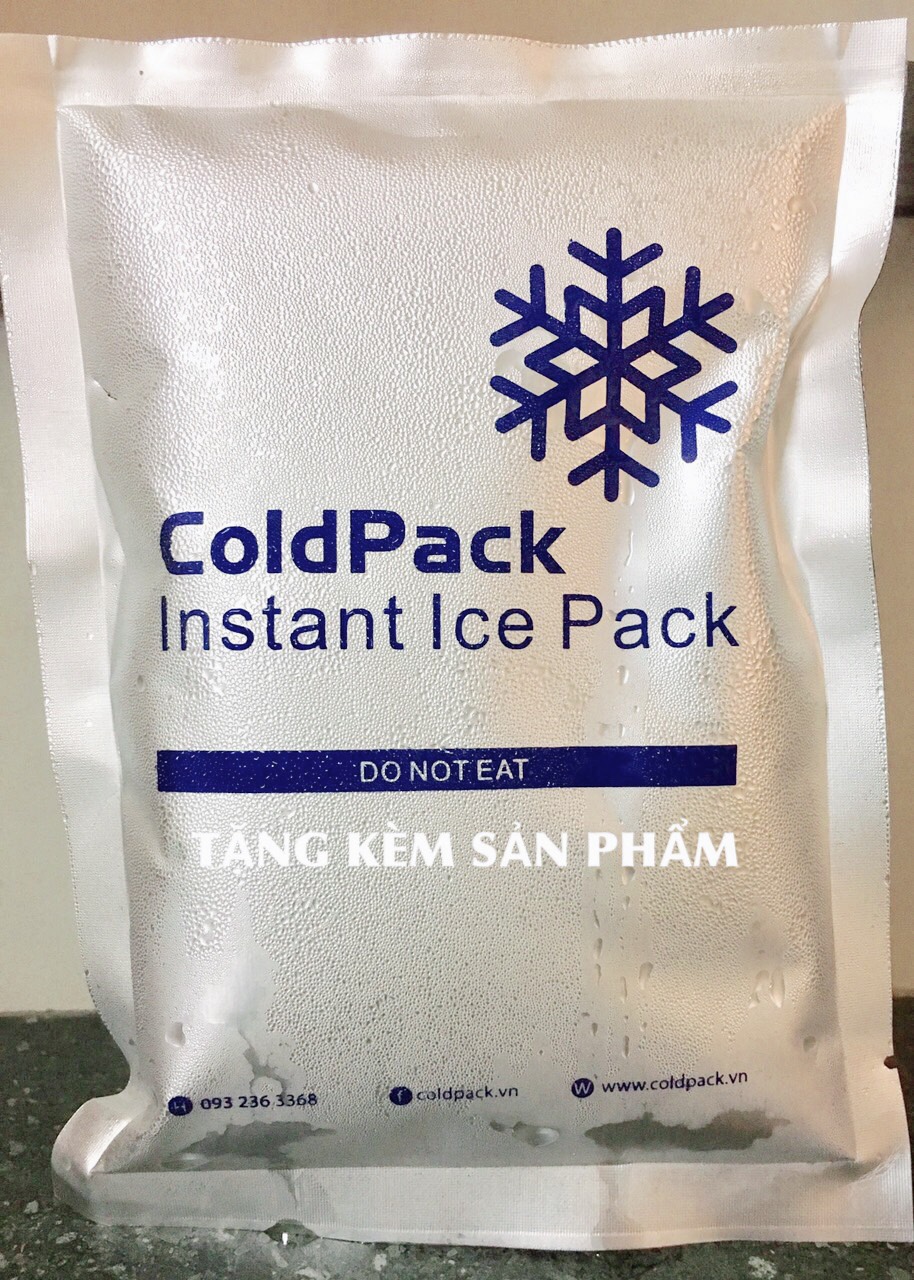 ColdPack
Instant Ice Pack
DO NOT EAT
TẶNG KÈM SẢN PHẨM
093 236 3368 coldpack.vn www.coldpack.vn